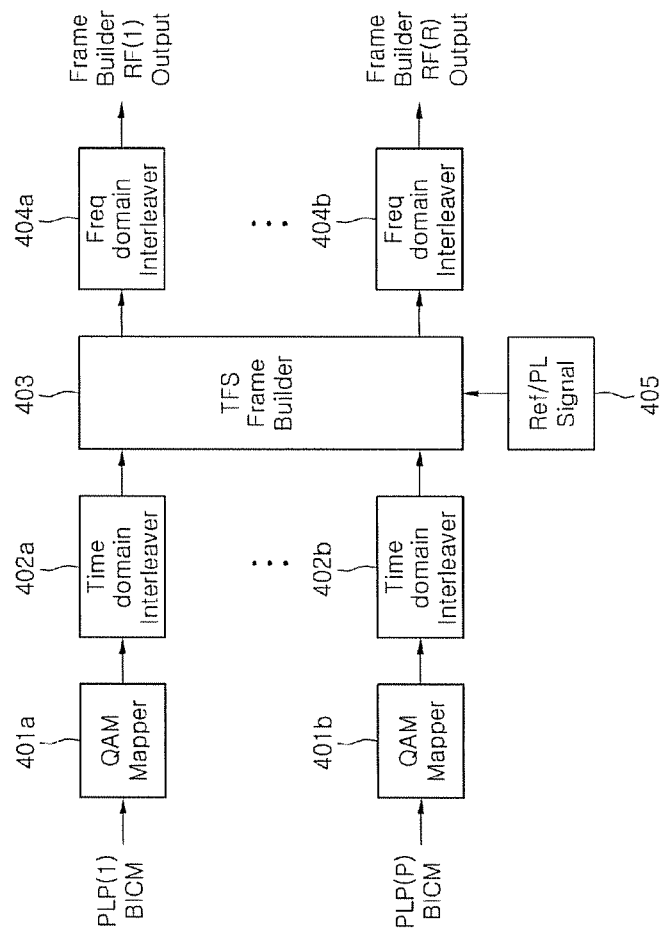 PLP(1)
BICM
401a
QAM
Mapper
402a
Time
domain
Interleaver
403
TFS
Frame
Builder
404a
Freq
domain
Interleaver
Frame
Builder
RF(1)
Output
PLP(P)
BICM
401b
QAM
Mapper
402b
Time
domain
Interleaver
Ref/PL
Signal
405
404b
Freq
domain
Interleaver
Frame
Builder
RF(R)
Output